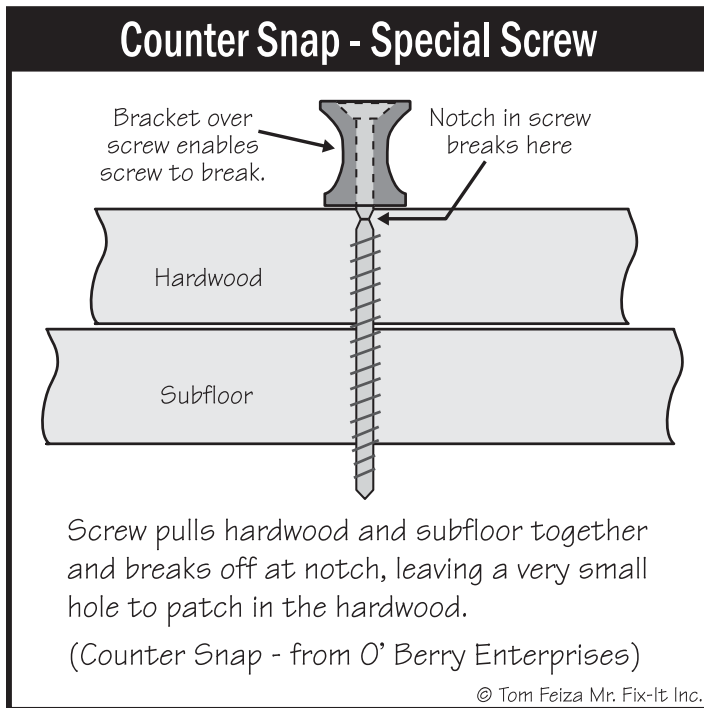 Counter Snap - Special Screw
Bracket over
screw enables
screw to break.
Notch in screw
breaks here
Hardwood
Subfloor
Screw pulls hardwood and subfloor together
and breaks off at notch, leaving a very small
hole to patch in the hardwood.
(Counter Snap - from O' Berry Enterprises)
© Tom Feiza Mr. Fix-It Inc.